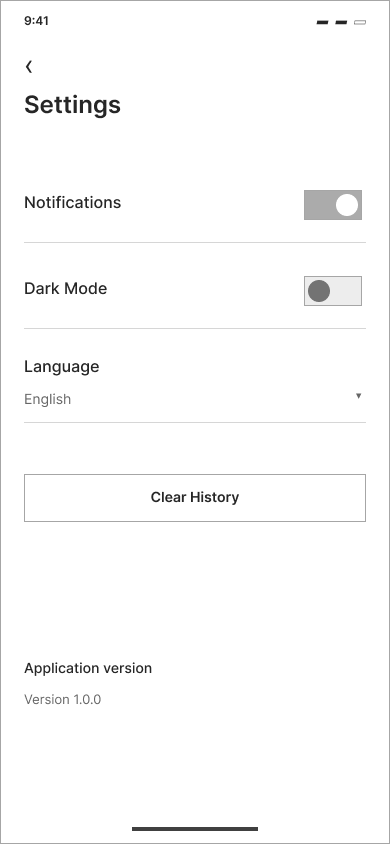 9:41
Settings
Notifications
Dark Mode
Language
English
Clear History
Application version
Version 1.0.0